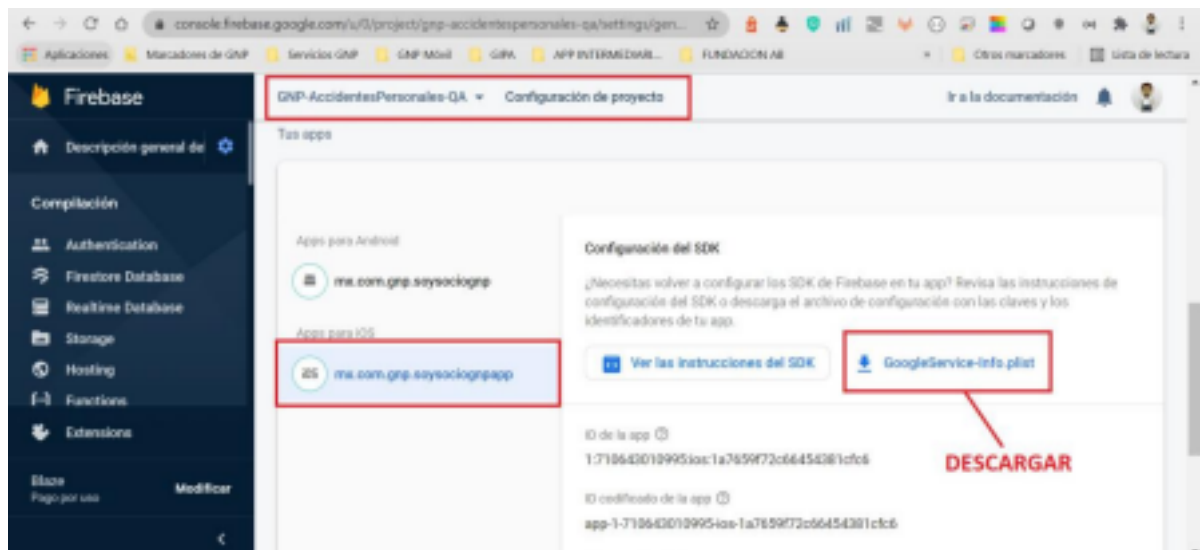 console.firebase.google.com/u/0/project/gnp-accidentespersonales-qa/settings/gen...
Aplicaciones
Marcadores de GNP
Servicios GNP
GNP Móvil
GIPA
APP INTERMEDIARI...
FUNDACION AB
»
Otros marcadores
Lista de lectura
Firebase
GNP-AccidentesPersonales-QA
Configuración de proyecto
Ir a la documentación
Descripción general de
Tus apps
Compilación
Authentication
Firestore Database
Realtime Database
Storage
Hosting
Functions
Extensions
Blaze
Pago por uso
Modificar
Apps para Android
mx.com.gnp.soysociognp
Apps para iOS
iOS
mx.com.gnp.soysociognpapp
Configuración del SDK
¿Necesitas volver a configurar los SDK de Firebase en tu app? Revisa las instrucciones de
configuración del SDK o descarga el archivo de configuración con las claves y los
identificadores de tu app.
Ver las instrucciones del SDK
GoogleService-Info.plist
DESCARGAR
ID de la app
1:710643010995:ios:1a7659f72c66454381cfc6
ID codificado de la app
app-1-710643010995-ios-1a7659f72c66454381cfc6